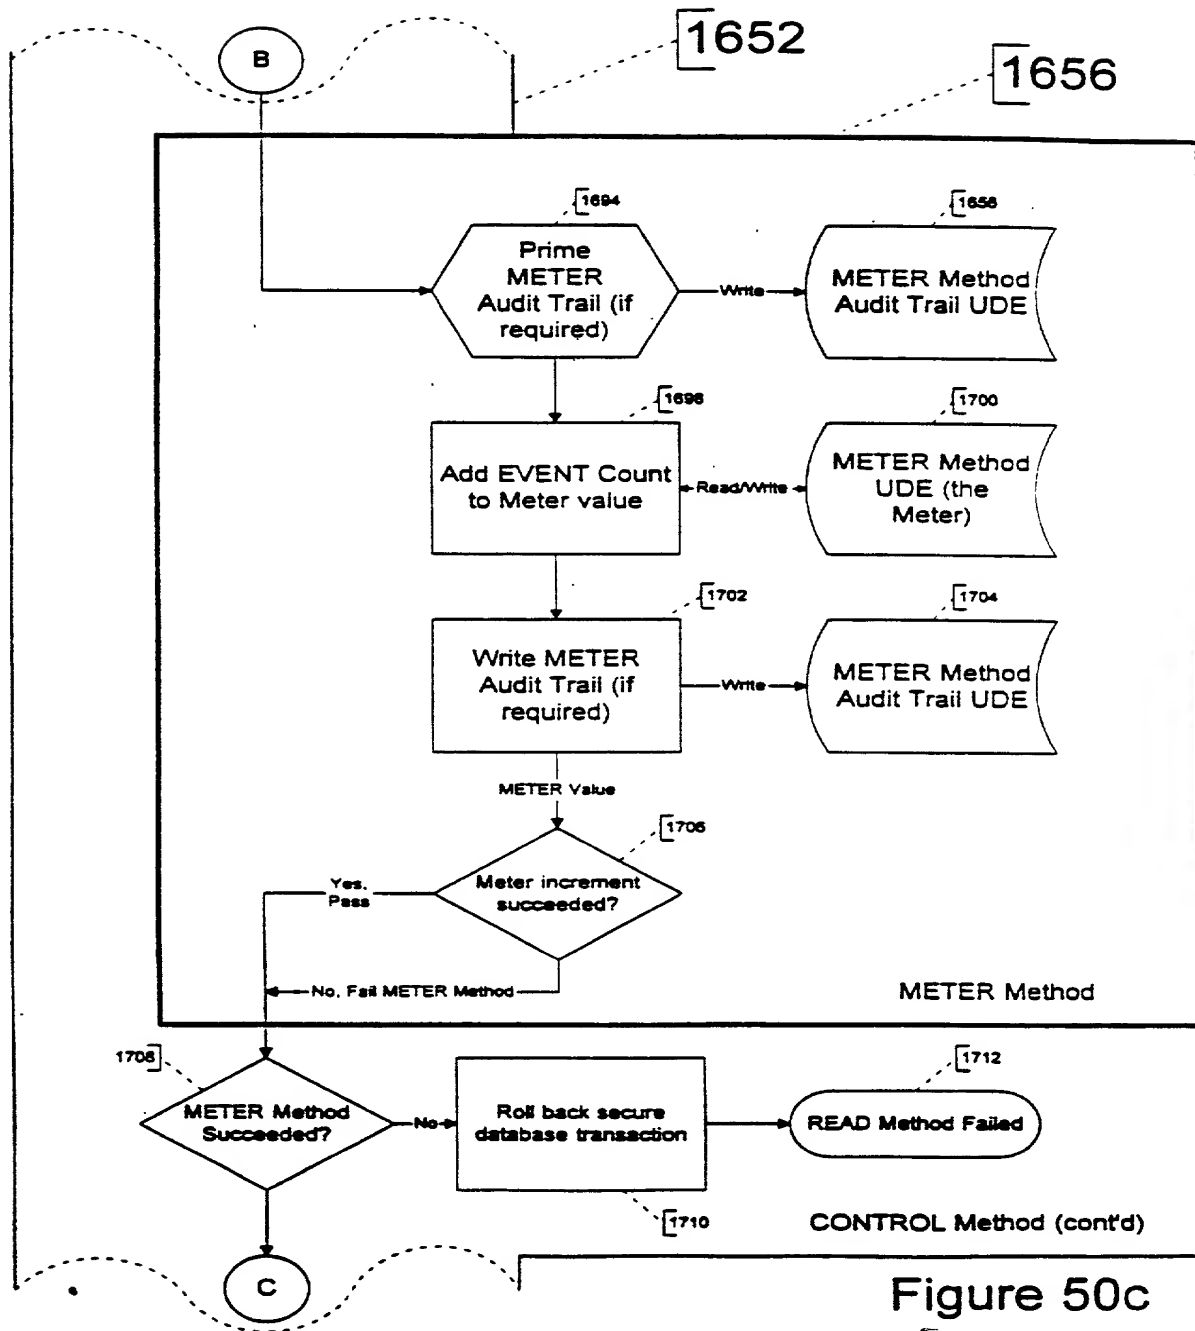 1652
B
1656
1694
1656
Prime
METER
Audit Trail (if
required)
Write
METER Method
Audit Trail UDE
1698
1700
Add EVENT Count
to Meter value
Read/Write
METER Method
UDE (the
Meter)
1702
1704
Write METER
Audit Trail (if
required)
Write
METER Method
Audit Trail UDE
METER Value
1706
Yes,
Pass
Meter increment
succeeded?
No, Fail METER Method
METER Method
1708
1712
METER Method
Succeeded?
No
Roll back secure
database transaction
READ Method Failed
1710
CONTROL Method (cont'd)
C
Figure 50c